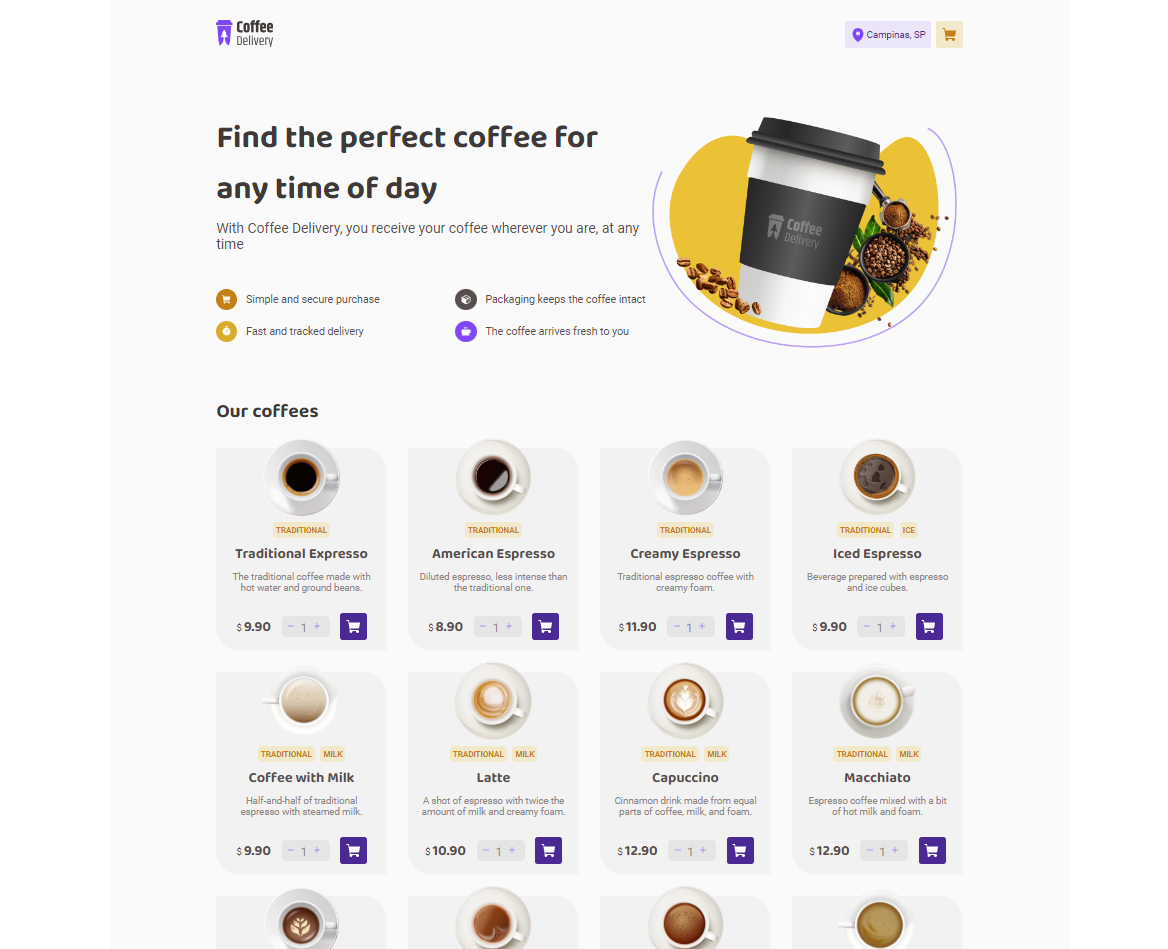 Coffee
Delivery
Campinas, SP
Find the perfect coffee for
any time of day
With Coffee Delivery, you receive your coffee wherever you are, at any
time
Coffee
Delivery
Simple and secure purchase
Packaging keeps the coffee intact
Fast and tracked delivery
The coffee arrives fresh to you
Our coffees
TRADITIONAL
Traditional Expresso
The traditional coffee made with
hot water and ground beans.
$ 9.90 − 1 +
TRADITIONAL
American Espresso
Diluted espresso, less intense than
the traditional one.
$ 8.90 − 1 +
TRADITIONAL
Creamy Espresso
Traditional espresso coffee with
creamy foam.
$ 11.90 − 1 +
TRADITIONAL ICE
Iced Espresso
Beverage prepared with espresso
and ice cubes.
$ 9.90 − 1 +
TRADITIONAL MILK
Coffee with Milk
Half-and-half of traditional
espresso with steamed milk.
$ 9.90 − 1 +
TRADITIONAL MILK
Latte
A shot of espresso with twice the
amount of milk and creamy foam.
$ 10.90 − 1 +
TRADITIONAL MILK
Capuccino
Cinnamon drink made from equal
parts of coffee, milk, and foam.
$ 12.90 − 1 +
TRADITIONAL MILK
Macchiato
Espresso coffee mixed with a bit
of hot milk and foam.
$ 12.90 − 1 +